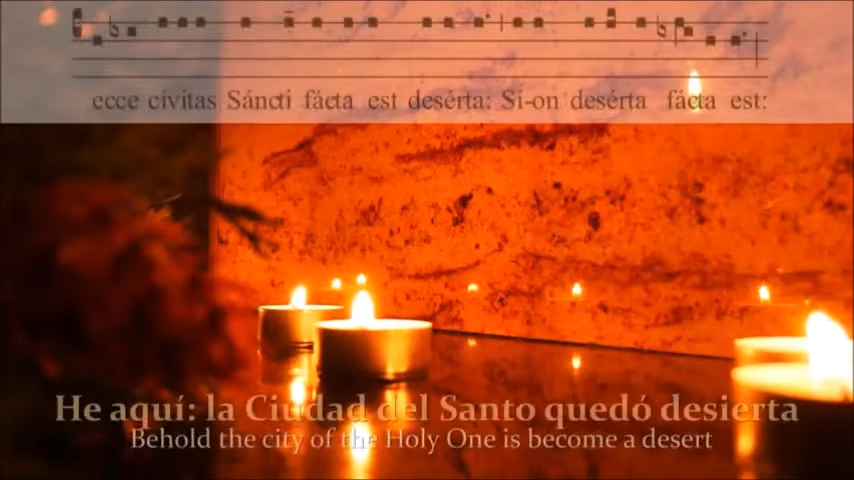 ecce cívitas Sáncti fácta est desérta: Sí-on desérta fácta est:
He aquí: la Ciudad del Santo quedó desierta
Behold the city of the Holy One is become a desert